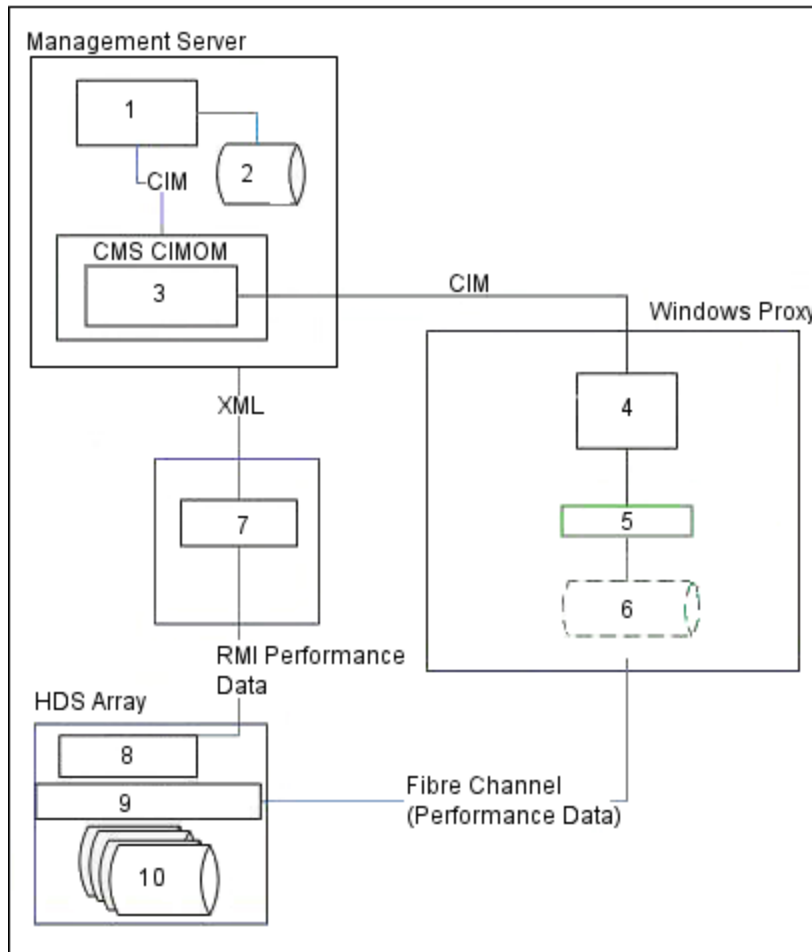 Management Server
1
2
CIM
CMS CIMOM
3
CIM
Windows Proxy
4
XML
5
7
6
RMI Performance
Data
HDS Array
8
Fibre Channel
(Performance Data)
9
10